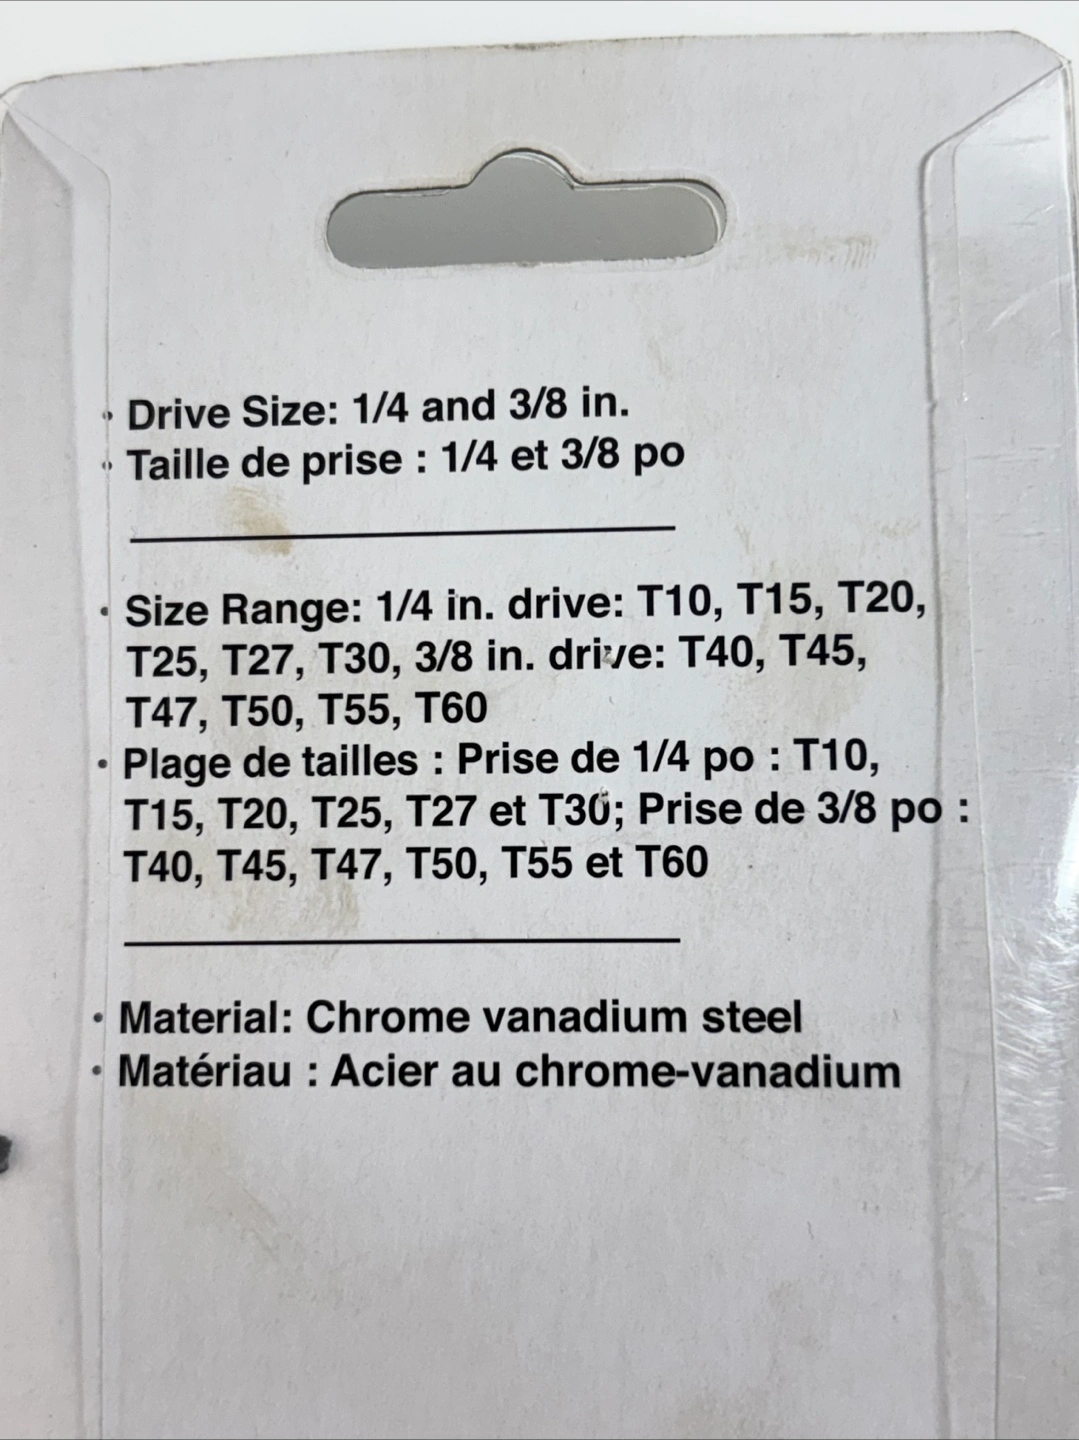 • Drive Size: 1/4 and 3/8 in.
• Taille de prise : 1/4 et 3/8 po
• Size Range: 1/4 in. drive: T10, T15, T20,
T25, T27, T30, 3/8 in. drive: T40, T45,
T47, T50, T55, T60
• Plage de tailles : Prise de 1/4 po : T10,
T15, T20, T25, T27 et T30; Prise de 3/8 po :
T40, T45, T47, T50, T55 et T60
• Material: Chrome vanadium steel
• Matériau : Acier au chrome-vanadium